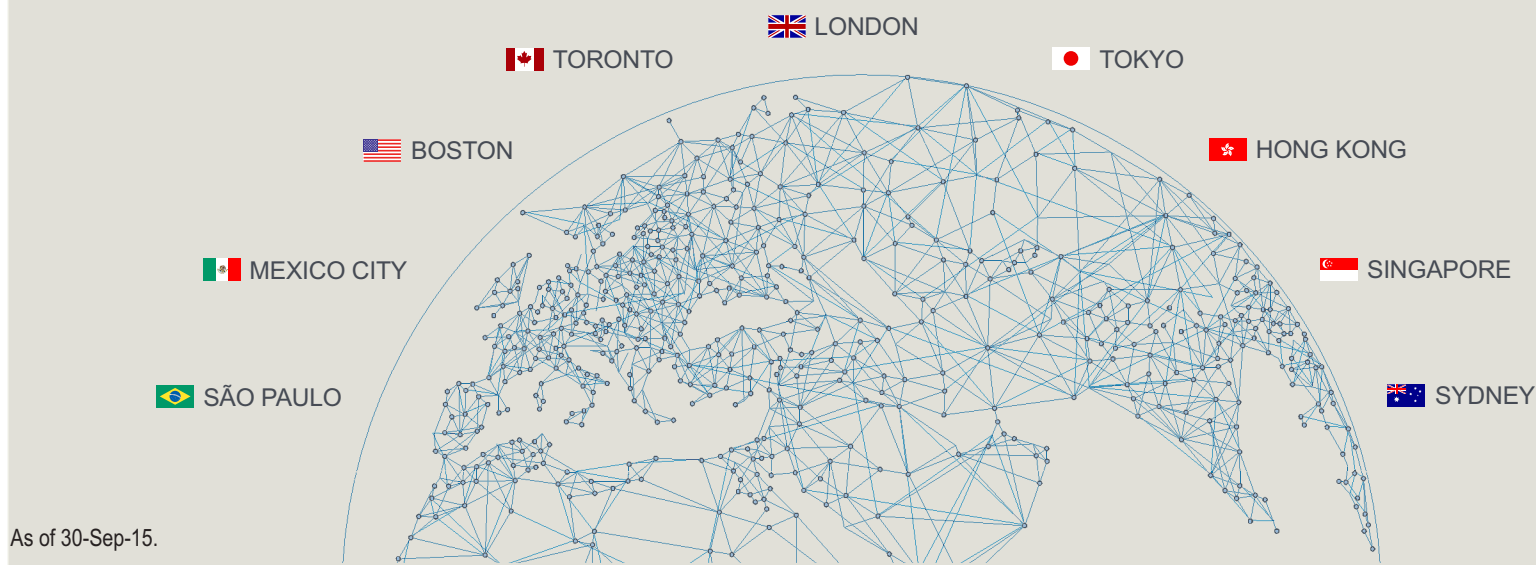 LONDON
TORONTO
TOKYO
BOSTON
HONG KONG
MEXICO CITY
SINGAPORE
SÃO PAULO
SYDNEY
As of 30-Sep-15.